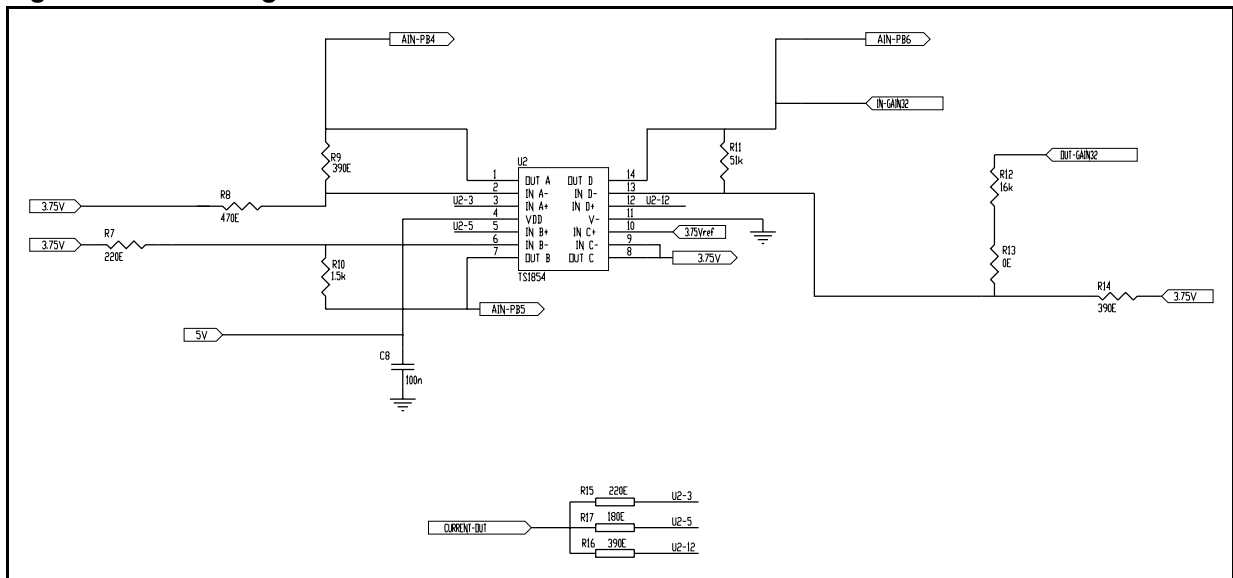 AIN-PB4
AIN-PB6
IN-GAIN32
R9
390E
R11
51k
OUT-GAIN32
R12
16k
U2
1
2
3
4
5
6
7
OUT A
IN A-
IN A+
VDD
IN B+
IN B-
OUT B
OUT D
IN D-
IN D+
V-
IN C+
IN C-
OUT C
14
13
12
11
10
9
8
TS1854
U2-3
U2-5
U2-12
3.75Vref
3.75V
3.75V
R8
470E
3.75V
R7
220E
R10
1.5k
R13
0E
R14
390E
3.75V
AIN-PB5
5V
C8
100n
CURRENT-OUT
R15
220E
U2-3
R17
180E
U2-5
R16
390E
U2-12